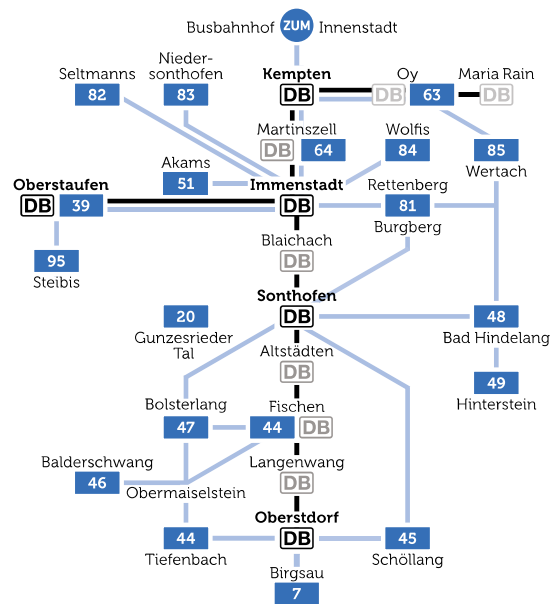 Busbahnhof ZUM Innenstadt
Nieder-
sonthofen
Seltmanns
Kempten
Oy
Maria Rain
82
83
DB
DB
63
DB
Martinszell
Wolfis
DB
64
84
85
Akams
Wertach
51
Oberstaufen
Immenstadt
Rettenberg
DB
39
DB
81
Blaichach
Burgberg
95
DB
Steibis
Sonthofen
20
DB
48
Gunzesrieder
Tal
Altstädten
Bad Hindelang
DB
49
Bolsterlang
Fischen
Hinterstein
47
44
DB
Balderschwang
Langenwang
46
Obermaiselstein
DB
Oberstdorf
44
DB
45
Tiefenbach
Schöllang
Birgsau
7